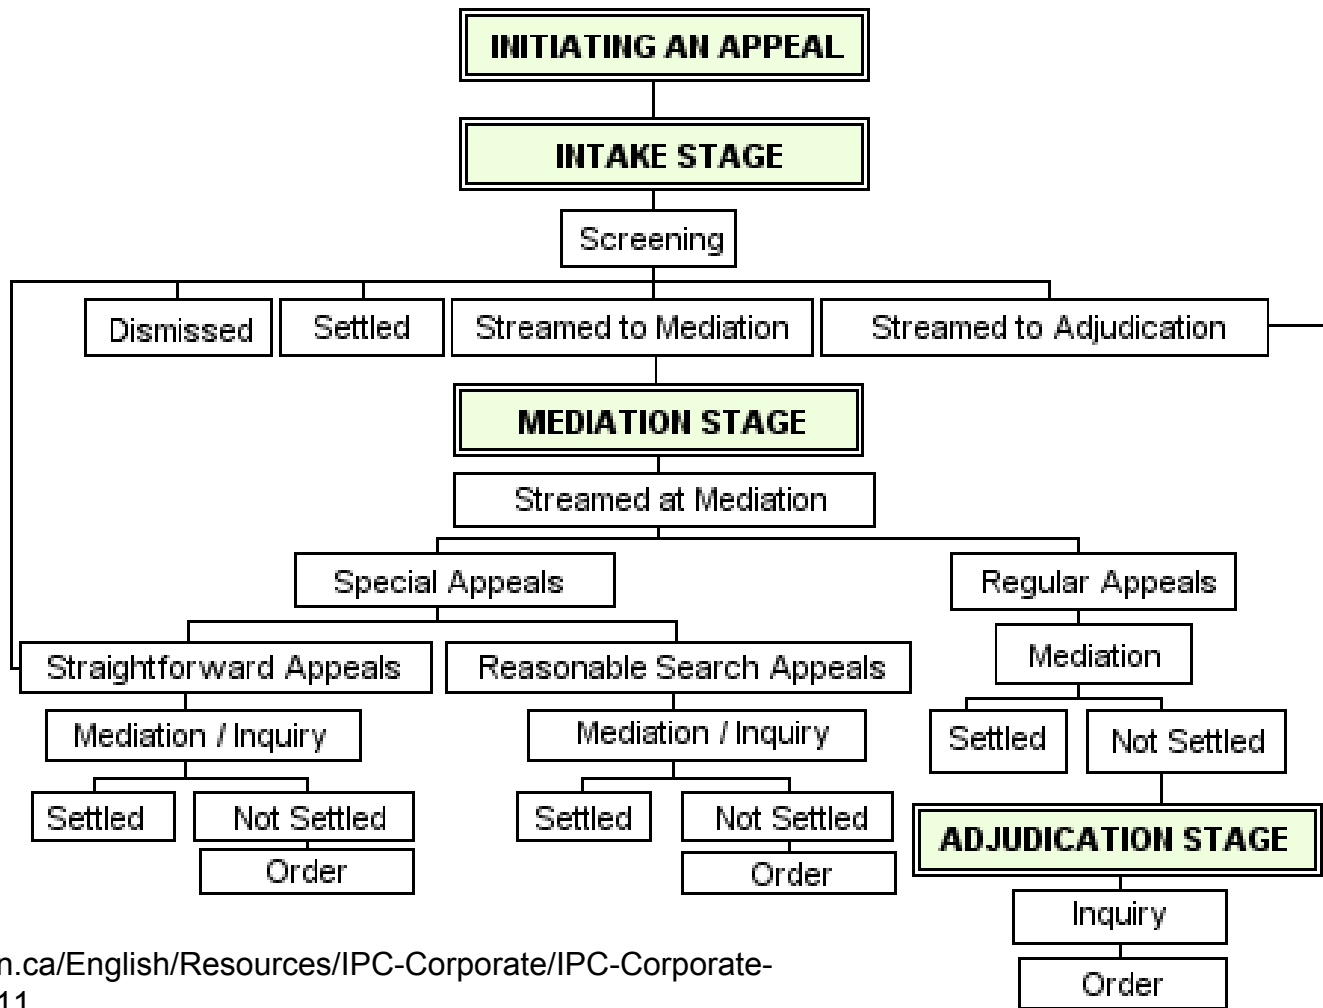 INITIATING AN APPEAL
INTAKE STAGE
Screening
Dismissed
Settled
Streamed to Mediation
Streamed to Adjudication
MEDIATION STAGE
Streamed at Mediation
Special Appeals
Regular Appeals
Straightforward Appeals
Reasonable Search Appeals
Mediation
Mediation / Inquiry
Mediation / Inquiry
Settled
Not Settled
Settled
Not Settled
Settled
Not Settled
ADJUDICATION STAGE
Order
Order
Inquiry
Order
n.ca/English/Resources/IPC-Corporate/IPC-Corporate-